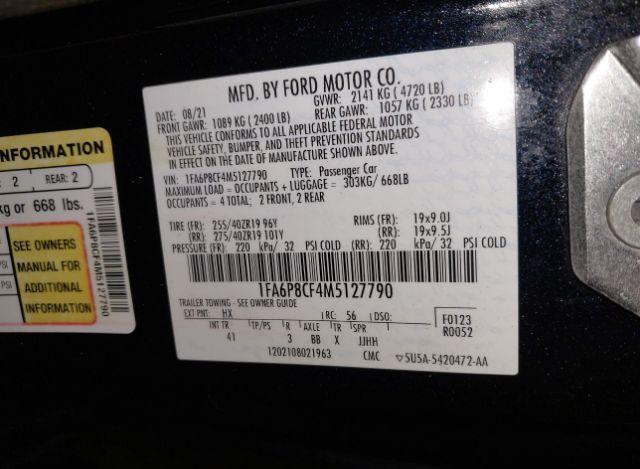 MFD. BY FORD MOTOR CO.
DATE: 08/21 GVWR: 2141 KG ( 4720 LB)
FRONT GAWR: 1089 KG ( 2400 LB) REAR GAWR: 1057 KG ( 2330 LB)
THIS VEHICLE CONFORMS TO ALL APPLICABLE FEDERAL MOTOR
VEHICLE SAFETY, BUMPER, AND THEFT PREVENTION STANDARDS
IN EFFECT ON THE DATE OF MANUFACTURE SHOWN ABOVE.
VIN: 1FA6P8CF4M5127790 TYPE: Passenger Car
MAXIMUM LOAD = OCCUPANTS + LUGGAGE = 303KG/ 668LB
OCCUPANTS = 4 TOTAL; 2 FRONT, 2 REAR
TIRE (FR): 255/40ZR19 96Y RIMS (FR): 19x9.0J
(RR): 275/40ZR19 101Y (RR): 19x9.5J
PRESSURE (FR): 220 kPa/ 32 PSI COLD (RR): 220 kPa/ 32 PSI COLD
1FA6P8CF4M5127790
TRAILER TOWING - SEE OWNER GUIDE
EXT PNT: HX RC: 56 DSO: F0123
R0052
INT TR TP/PS R AXLE TR SPR
41 3 BB X JJHH
1202108021963 CMC 5U5A-5420472-AA
INFORMATION
2 REAR: 2
kg or 668 lbs.
SEE OWNERS
MANUAL FOR
ADDITIONAL
INFORMATION
PSI
PSI
1FA6P8CF4M5127790